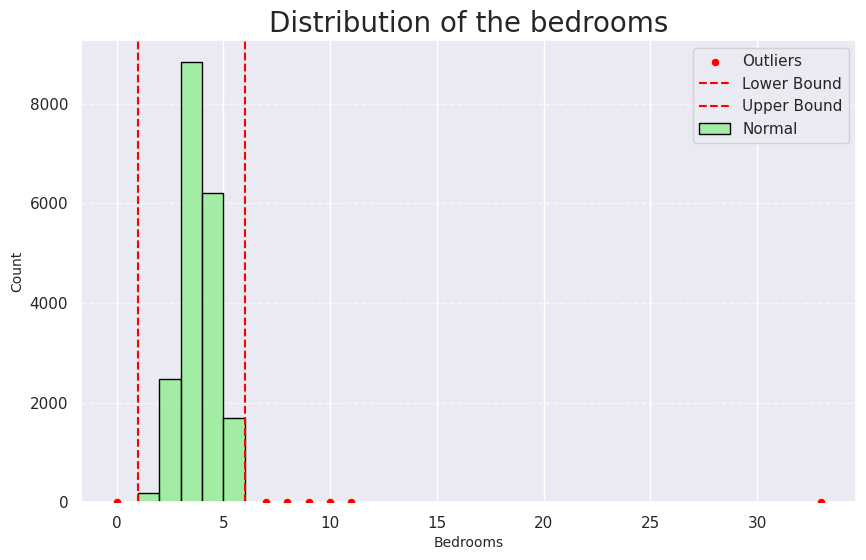 Distribution of the bedrooms
Outliers
Lower Bound
Upper Bound
Normal
8000
6000
4000
2000
0
Count
0 5 10 15 20 25 30
Bedrooms